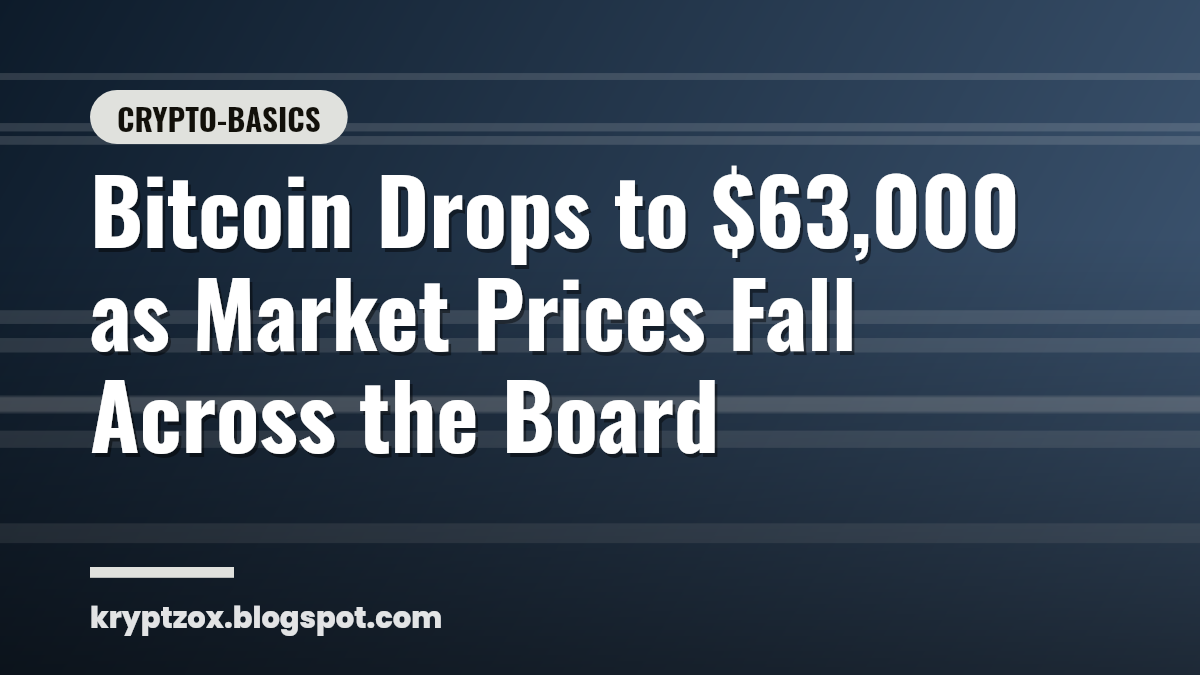 CRYPTO-BASICS
Bitcoin Drops to $63,000
as Market Prices Fall
Across the Board
kryptzox.blogspot.com